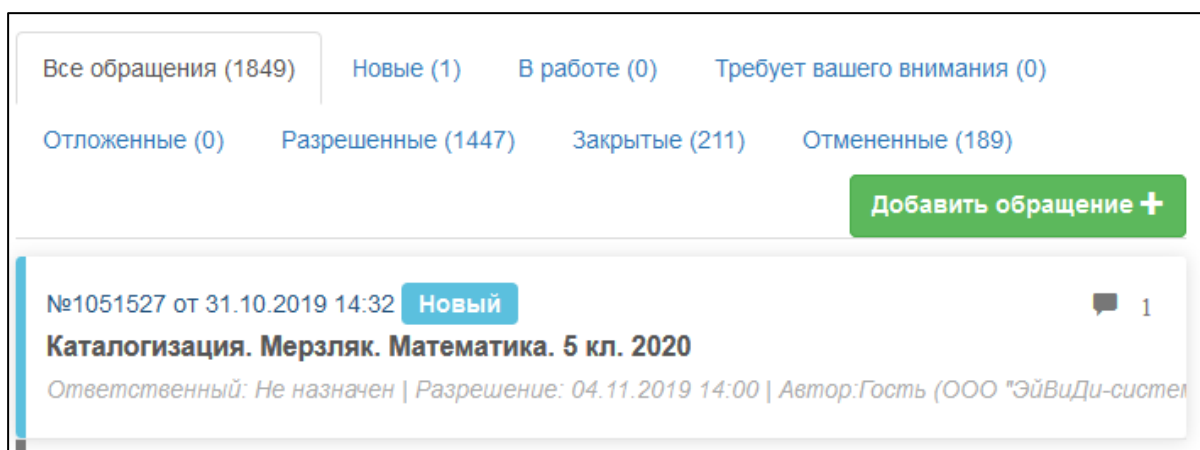 Все обращения (1849) Новые (1) В работе (0) Требует вашего внимания (0)
Отложенные (0) Разрешенные (1447) Закрытые (211) Отмененные (189)
Добавить обращение +
№1051527 от 31.10.2019 14:32 Новый 1
Каталогизация. Мерзляк. Математика. 5 кл. 2020
Ответственный: Не назначен | Разрешение: 04.11.2019 14:00 | Автор:Гость (ООО "ЭйВиДи-систем